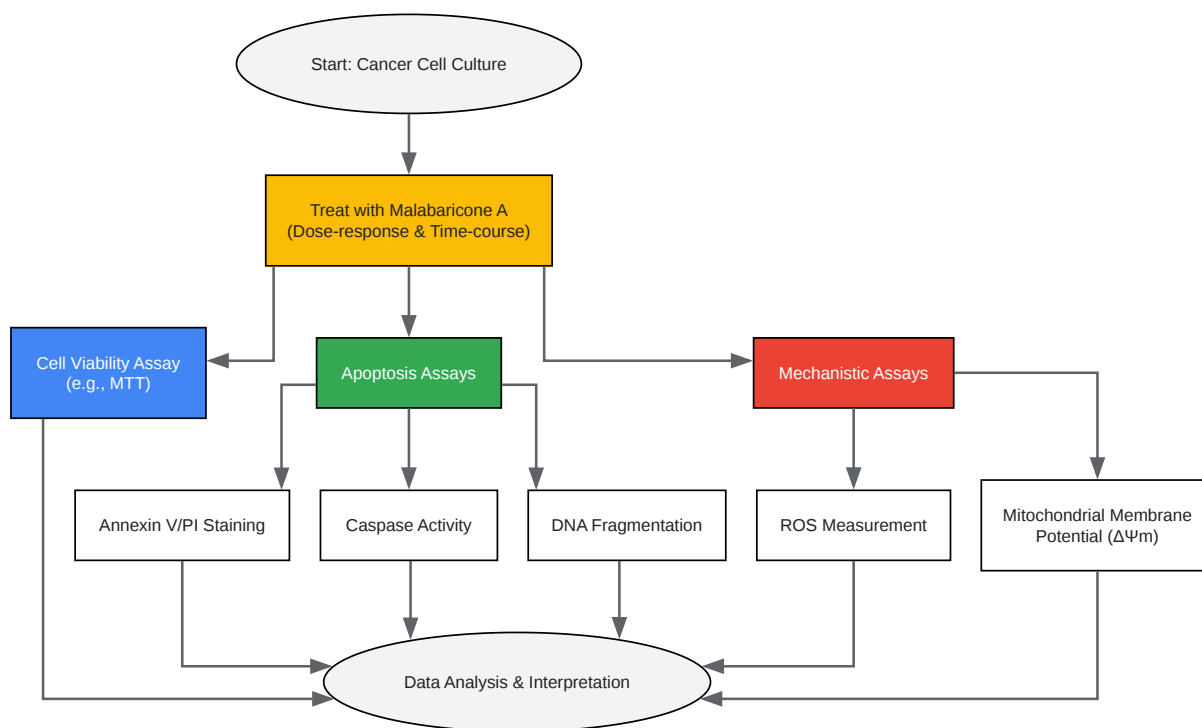 Start: Cancer Cell Culture
Treat with Malabaricone A
(Dose-response & Time-course)
Cell Viability Assay
(e.g., MTT)
Apoptosis Assays
Mechanistic Assays
Annexin V/PI Staining
Caspase Activity
DNA Fragmentation
ROS Measurement
Mitochondrial Membrane
Potential (ΔΨm)
Data Analysis & Interpretation